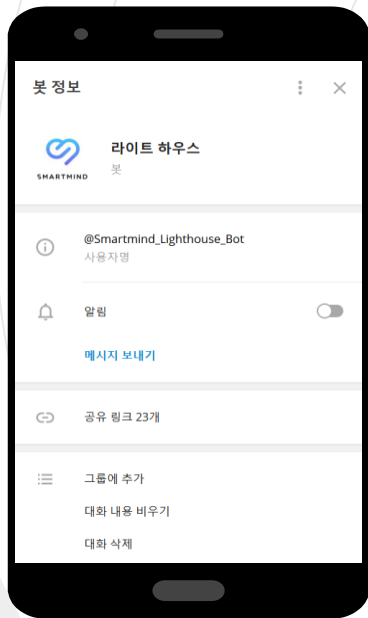 봇 정보
라이트 하우스
봇
SMARTMIND
@Smartmind_Lighthouse_Bot
사용자명
알림
메시지 보내기
공유 링크 23개
그룹에 추가
대화 내용 비우기
대화 삭제